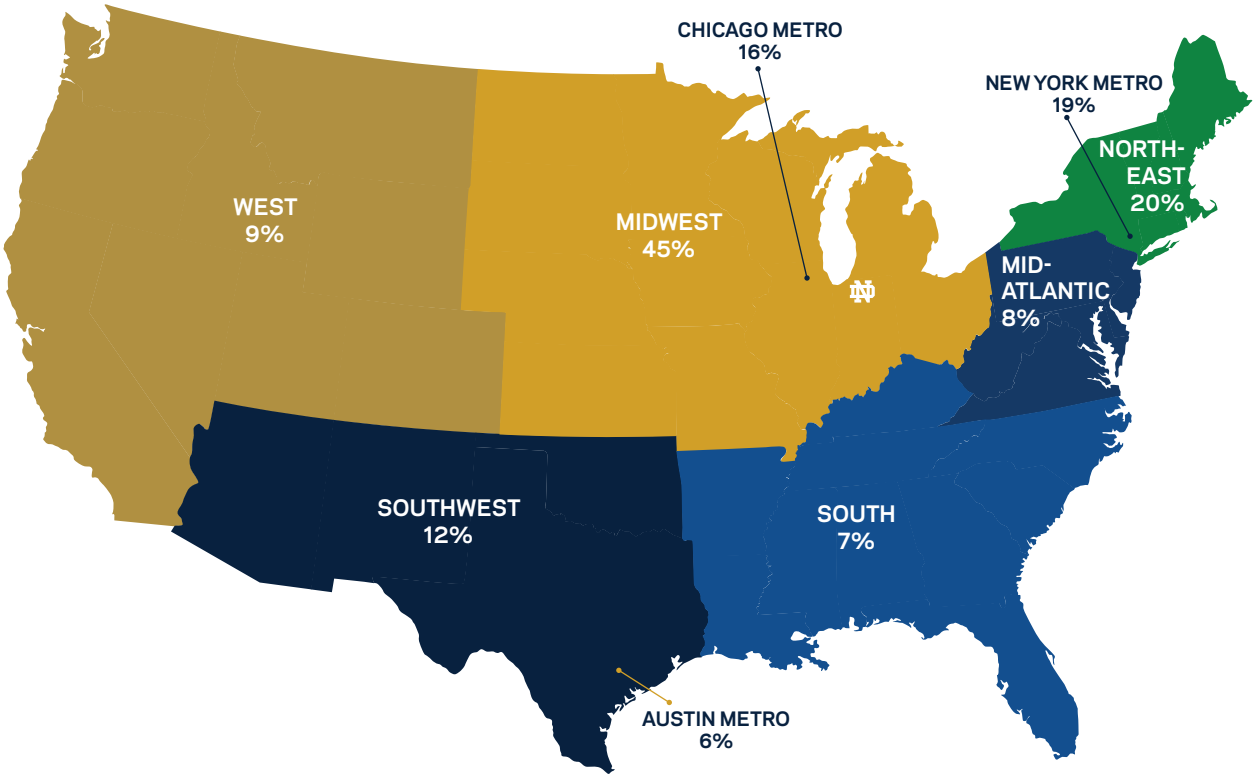 CHICAGO METRO
16%
NEW YORK METRO
19%
NORTH-
EAST
20%
WEST
9%
MIDWEST
45%
MID-
ATLANTIC
8%
ND
SOUTHWEST
12%
SOUTH
7%
AUSTIN METRO
6%